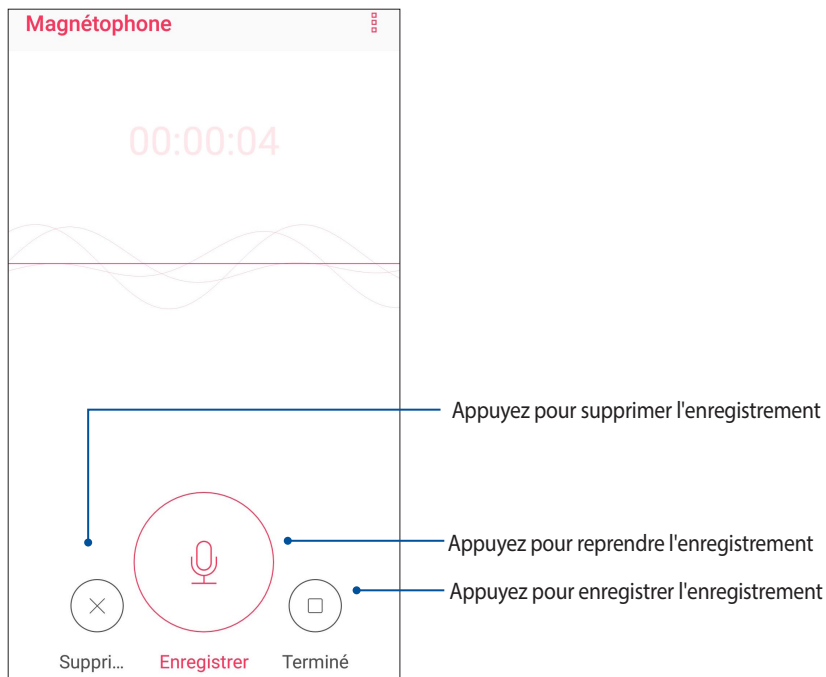 Magnétophone
00:00:04
Appuyez pour supprimer l'enregistrement
Appuyez pour reprendre l'enregistrement
Appuyez pour enregistrer l'enregistrement
Suppri... Enregistrer Terminé